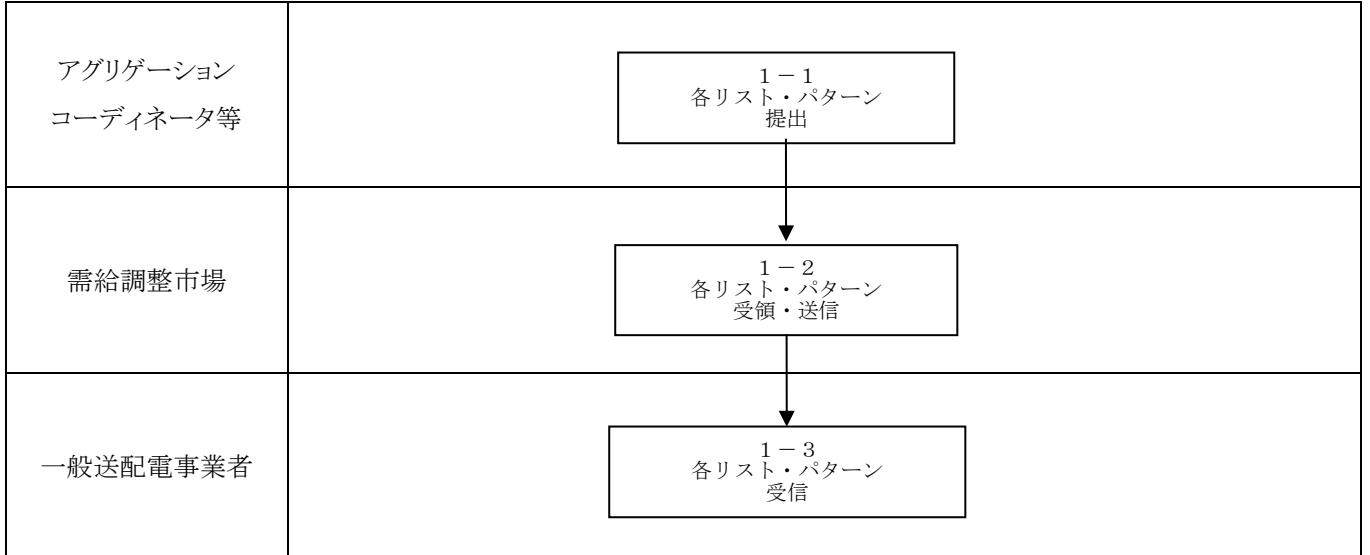 アグリゲーション
コーディネータ等
１－１
各リスト・パターン
提出
需給調整市場
１－２
各リスト・パターン
受領・送信
一般送配電事業者
１－３
各リスト・パターン
受信